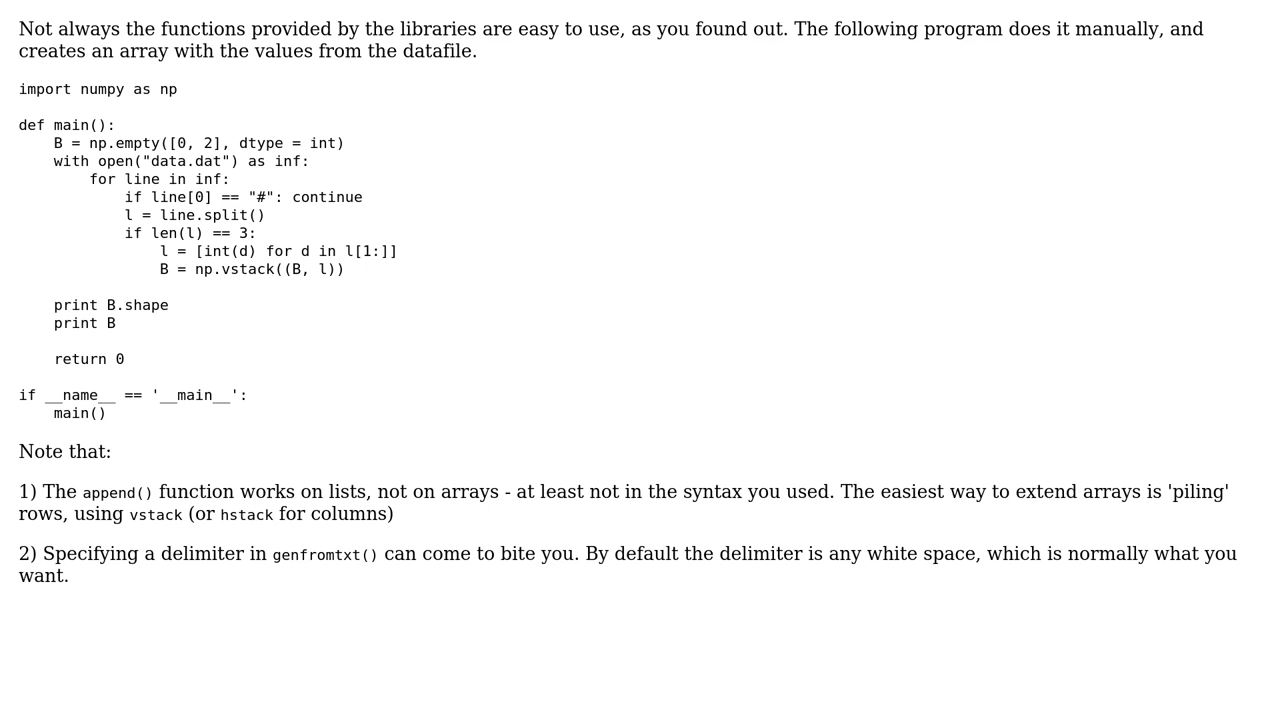 Not always the functions provided by the libraries are easy to use, as you found out. The following program does it manually, and
creates an array with the values from the datafile.
import numpy as np
def main():
    B = np.empty([0, 2], dtype = int)
    with open("data.dat") as inf:
        for line in inf:
            if line[0] == "#": continue
            l = line.split()
            if len(l) == 3:
                l = [int(d) for d in l[1:]]
                B = np.vstack((B, l))
    print B.shape
    print B
    return 0
if __name__ == '__main__':
    main()
Note that:
1) The append() function works on lists, not on arrays - at least not in the syntax you used. The easiest way to extend arrays is 'piling'
rows, using vstack (or hstack for columns)
2) Specifying a delimiter in genfromtxt() can come to bite you. By default the delimiter is any white space, which is normally what you
want.